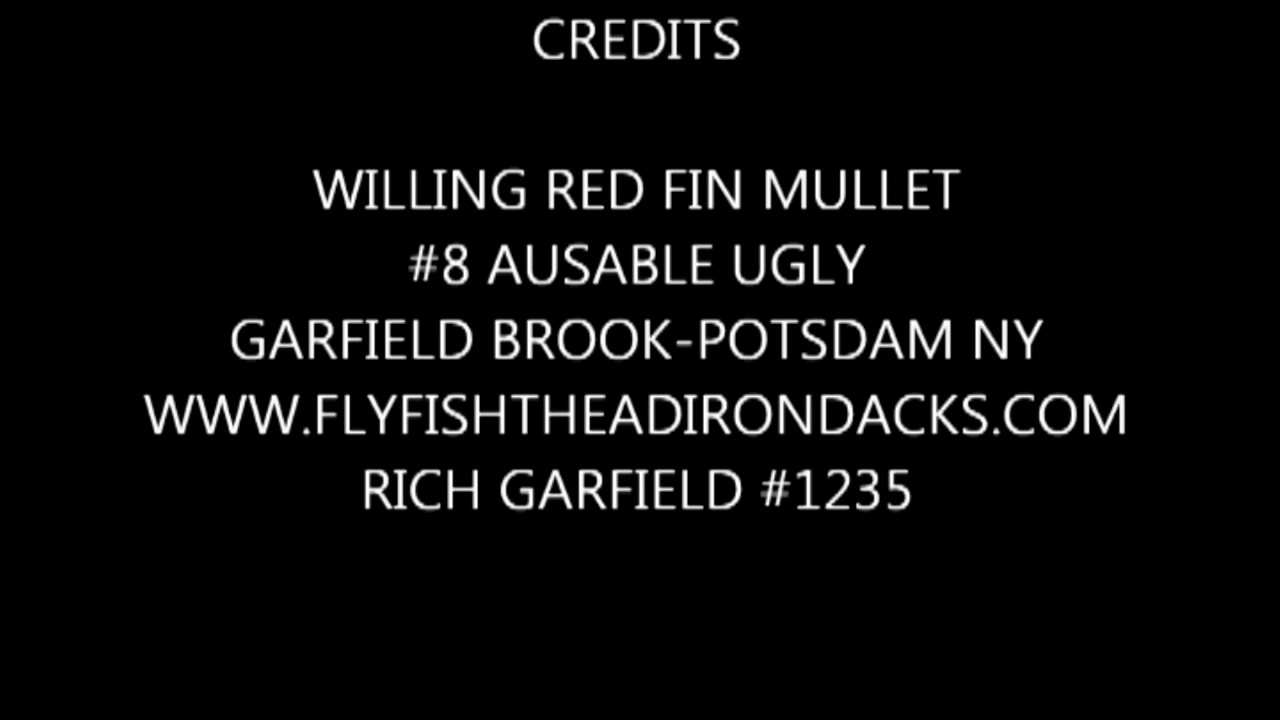 CREDITS
WILLING RED FIN MULLET
#8 AUSABLE UGLY
GARFIELD BROOK-POTSDAM NY
WWW.FLYFISHTHEADIRONDACKS.COM
RICH GARFIELD #1235